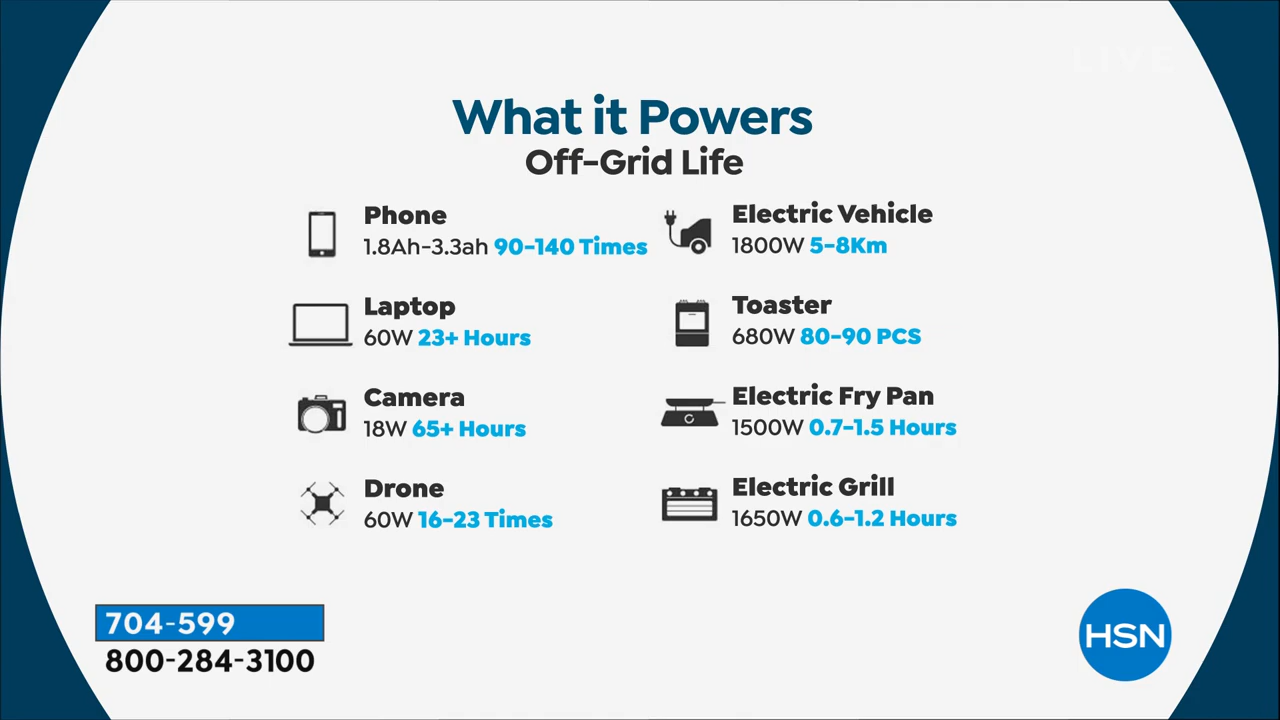 LIVE
What it Powers
Off-Grid Life
Phone
1.8Ah-3.3ah 90-140 Times
Laptop
60W 23+ Hours
Camera
18W 65+ Hours
Drone
60W 16-23 Times
Electric Vehicle
1800W 5-8Km
Toaster
680W 80-90 PCS
Electric Fry Pan
1500W 0.7-1.5 Hours
Electric Grill
1650W 0.6-1.2 Hours
704-599
800-284-3100
HSN